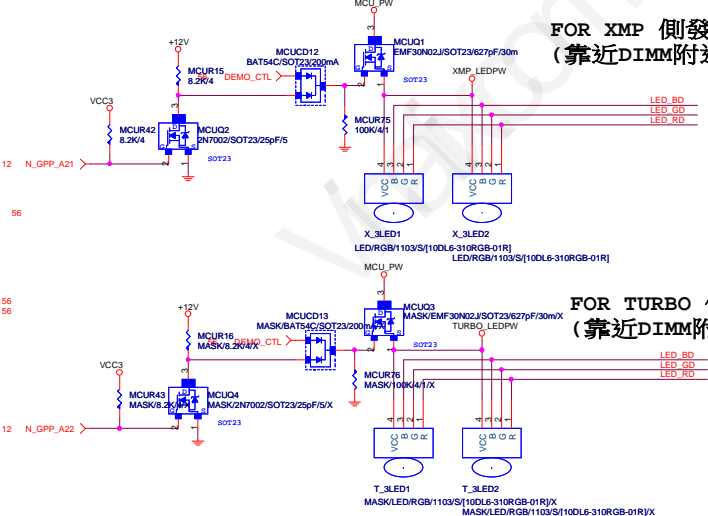 MCU_PW
MCUQ1
EMF30N02J/SOT23/627pF/30m
SOT23
FOR XMP 側發
(靠近DIMM附近
+12V
MCUCD12
BAT54C/SOT23/200mA
MCUR15
8.2K/4
DEMO_CTL
XMP_LEDPW
LED_BD
LED_GD
LED_RD
VCC3
MCUR42
8.2K/4
MCUQ2
2N7002/SOT23/25pF/5
SOT23
MCUR75
100K/4/1
12 N_GPP_A21
VCC B G R
VCC B G R
56
X_3LED1
LED/RGB/1103/S/[10DL6-310RGB-01R]
X_3LED2
LED/RGB/1103/S/[10DL6-310RGB-01R]
MCU_PW
56
56
+12V
MCUCD13
MASK/BAT54C/SOT23/200mA/X
MCUQ3
MASK/EMF30N02J/SOT23/627pF/30m/X
SOT23
FOR TURBO
(靠近DIMM附
MCUR16
MASK/8.2K/4/X
DEMO_CTL
TURBO_LEDPW
LED_BD
LED_GD
LED_RD
VCC3
MCUR43
MASK/8.2K/4/X
MCUQ4
MASK/2N7002/SOT23/25pF/5/X
SOT23
MCUR76
MASK/100K/4/1/X
12 N_GPP_A22
VCC B G R
VCC B G R
T_3LED1
MASK/LED/RGB/1103/S/[10DL6-310RGB-01R]/X
T_3LED2
MASK/LED/RGB/1103/S/[10DL6-310RGB-01R]/X